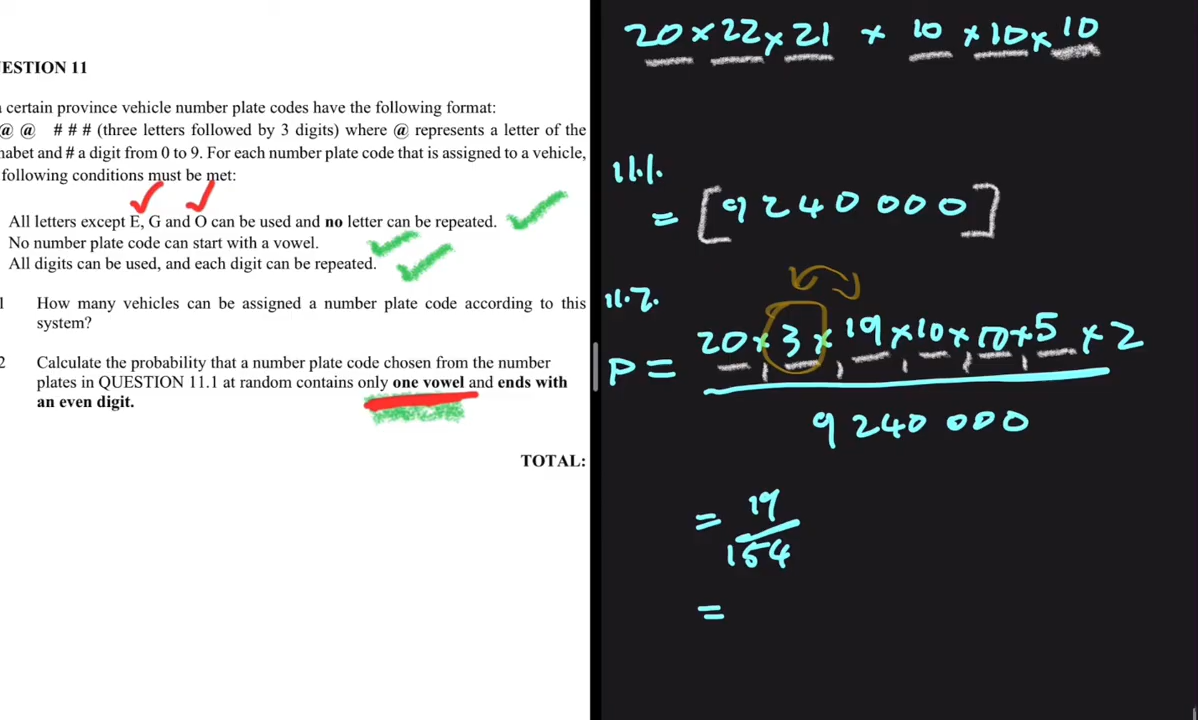 UESTION 11
certain province vehicle number plate codes have the following format:
@ @ # # # (three letters followed by 3 digits) where @ represents a letter of the
habet and # a digit from 0 to 9. For each number plate code that is assigned to a vehicle,
following conditions must be met:
All letters except E, G and O can be used and no letter can be repeated.
No number plate code can start with a vowel.
All digits can be used, and each digit can be repeated.
1 How many vehicles can be assigned a number plate code according to this
system?
2 Calculate the probability that a number plate code chosen from the number
plates in QUESTION 11.1 at random contains only one vowel and ends with
an even digit.
TOTAL:
20 × 22 × 21 × 10 × 10 × 10
11.1.
= [9 240 000]
11.2.
P = 20 × 3 × 19 × 10 × 10 × 5 × 2
9 240 000
= 19
154
=